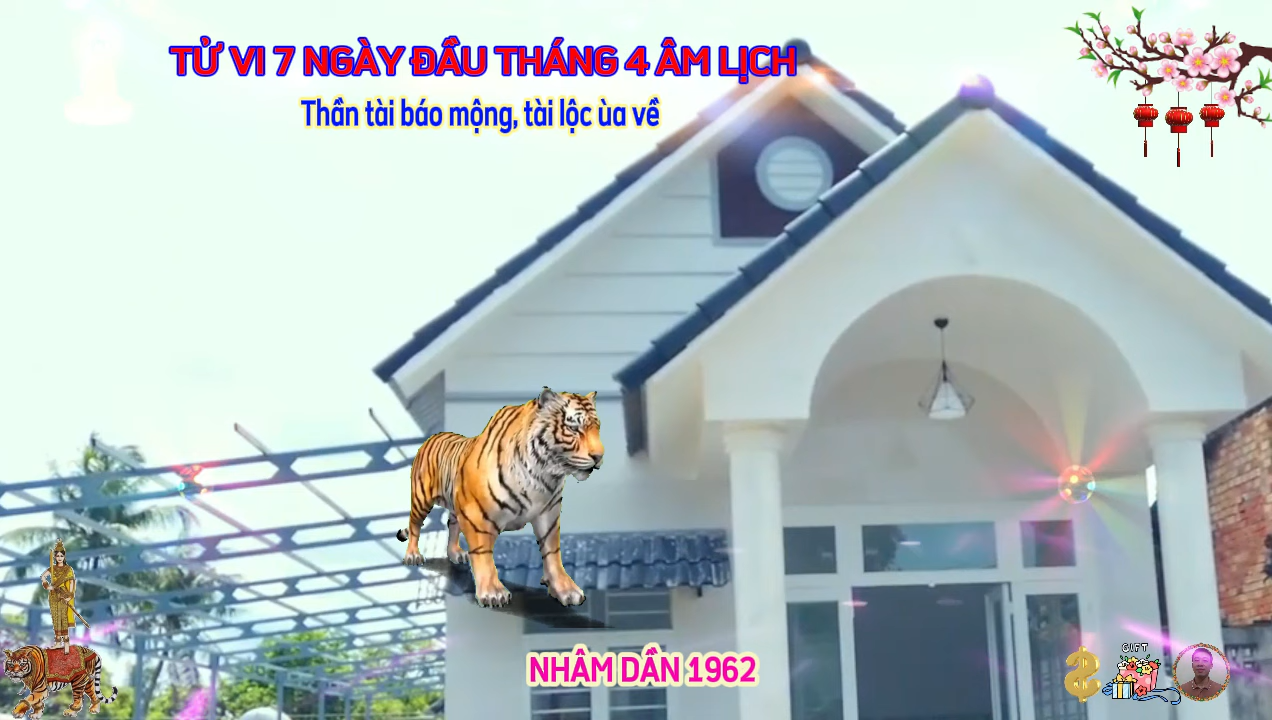 TỬ VI 7 NGÀY ĐẦU THÁNG 4 ÂM LỊCH
Thần tài báo mộng, tài lộc ùa về
NHÂM DẦN 1962
GIFT